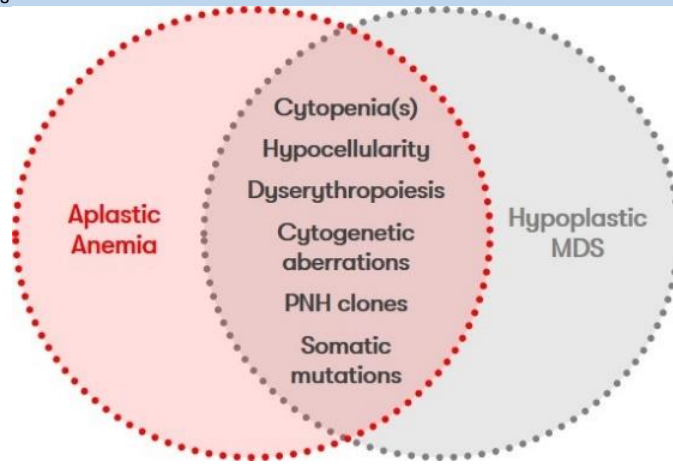 Aplastic
Anemia
Cytopenia(s)
Hypocellularity
Dyserythropoiesis
Cytogenetic
aberrations
PNH clones
Somatic
mutations
Hypoplastic
MDS